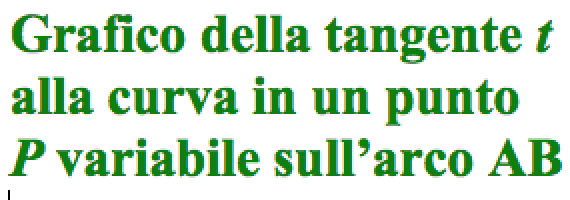 Grafico della tangente t
alla curva in un punto
P variabile sull’arco AB